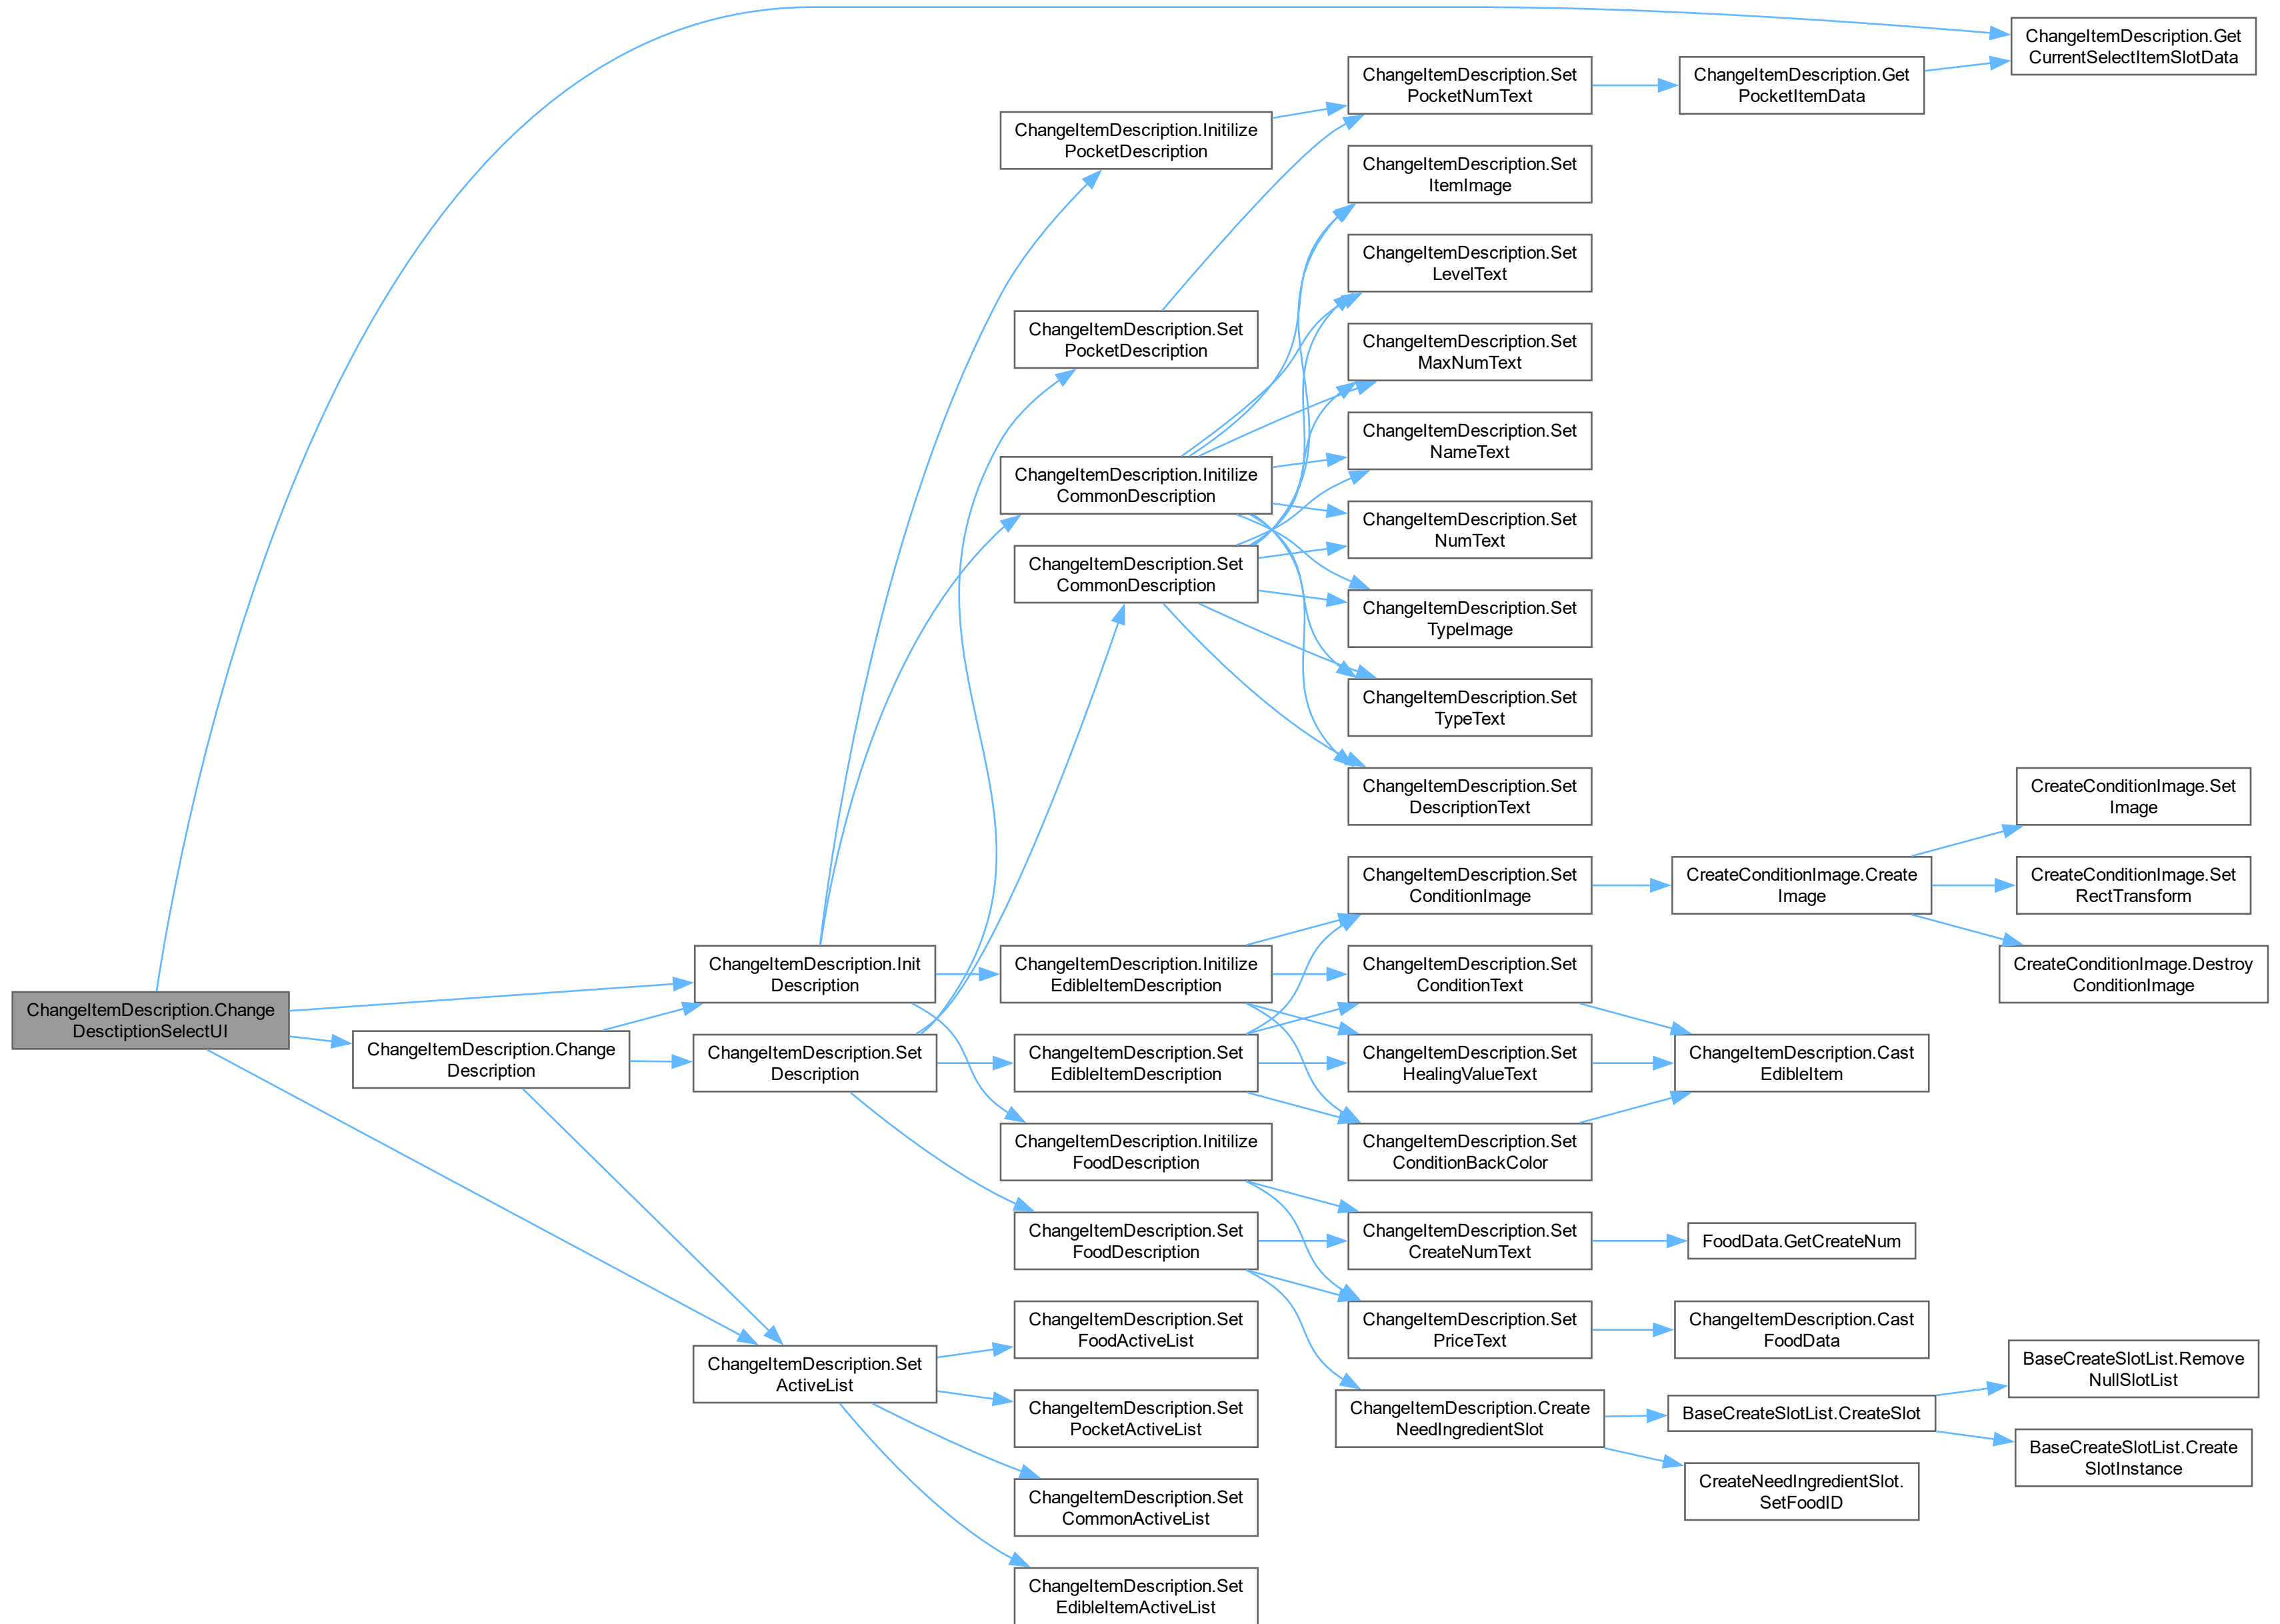 ChangeItemDescription.Change
DesctiptionSelectUI
ChangeItemDescription.Change
Description
ChangeItemDescription.Init
Description
ChangeItemDescription.Set
Description
ChangeItemDescription.Set
ActiveList
ChangeItemDescription.Initilize
PocketDescription
ChangeItemDescription.Set
PocketDescription
ChangeItemDescription.Initilize
CommonDescription
ChangeItemDescription.Set
CommonDescription
ChangeItemDescription.Initilize
EdibleItemDescription
ChangeItemDescription.Set
EdibleItemDescription
ChangeItemDescription.Initilize
FoodDescription
ChangeItemDescription.Set
FoodDescription
ChangeItemDescription.Set
FoodActiveList
ChangeItemDescription.Set
PocketActiveList
ChangeItemDescription.Set
CommonActiveList
ChangeItemDescription.Set
EdibleItemActiveList
ChangeItemDescription.Set
PocketNumText
ChangeItemDescription.Set
ItemImage
ChangeItemDescription.Set
LevelText
ChangeItemDescription.Set
MaxNumText
ChangeItemDescription.Set
NameText
ChangeItemDescription.Set
NumText
ChangeItemDescription.Set
TypeImage
ChangeItemDescription.Set
TypeText
ChangeItemDescription.Set
DescriptionText
ChangeItemDescription.Set
ConditionImage
ChangeItemDescription.Set
ConditionText
ChangeItemDescription.Set
HealingValueText
ChangeItemDescription.Set
ConditionBackColor
ChangeItemDescription.Set
CreateNumText
ChangeItemDescription.Set
PriceText
ChangeItemDescription.Create
NeedIngredientSlot
ChangeItemDescription.Get
PocketItemData
CreateConditionImage.Create
Image
ChangeItemDescription.Cast
EdibleItem
FoodData.GetCreateNum
ChangeItemDescription.Cast
FoodData
BaseCreateSlotList.CreateSlot
CreateNeedIngredientSlot.
SetFoodID
ChangeItemDescription.Get
CurrentSelectItemSlotData
CreateConditionImage.Set
Image
CreateConditionImage.Set
RectTransform
CreateConditionImage.Destroy
ConditionImage
BaseCreateSlotList.Remove
NullSlotList
BaseCreateSlotList.Create
SlotInstance